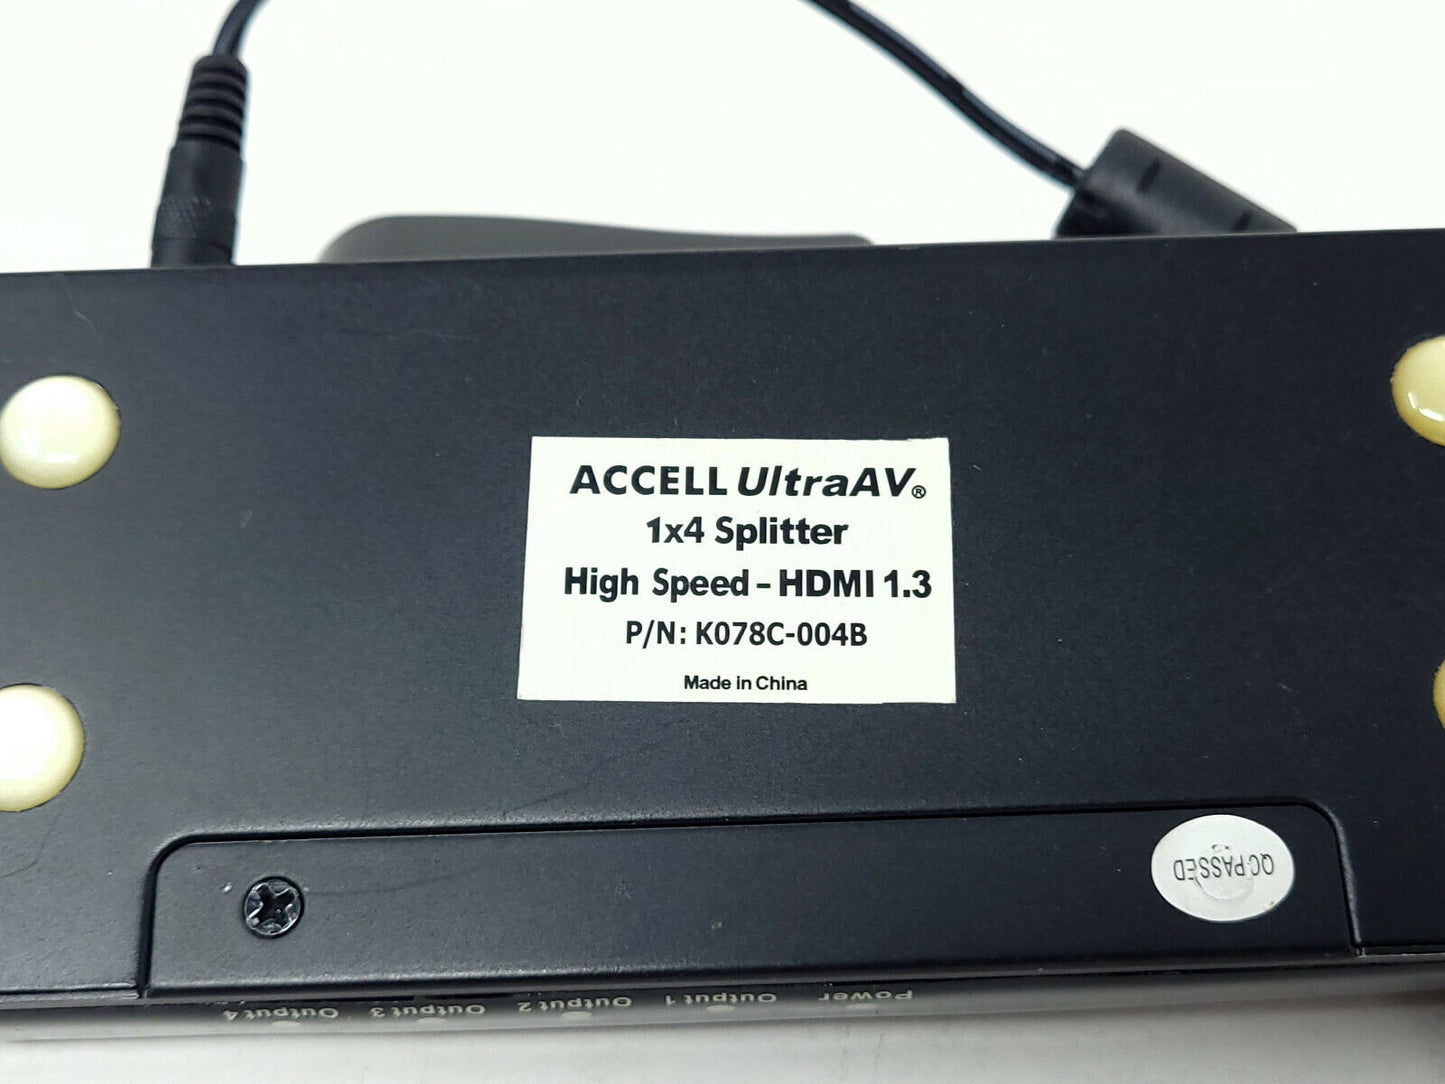 ACCELL UltraAV®
1x4 Splitter
High Speed – HDMI 1.3
P/N: K078C-004B
Made in China
QC PASSED
Power
Output 1
Output 2
Output 3
Output 4